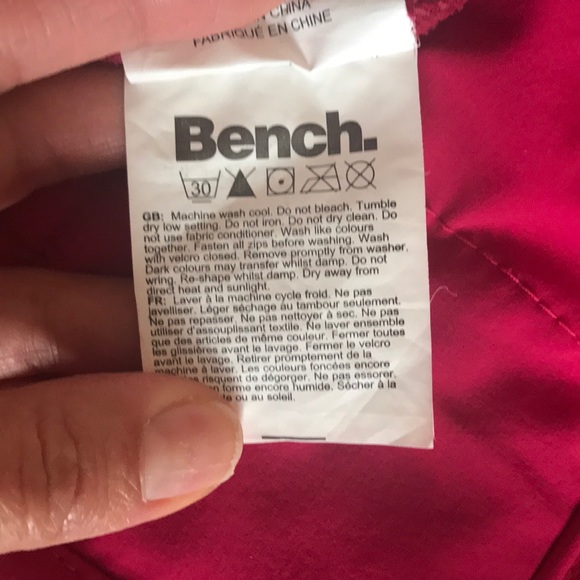 CHINA
FABRIQUÉ EN CHINE
Bench.
30
GB: Machine wash cool. Do not bleach. Tumble
dry low setting. Do not iron. Do not dry clean. Do
not use fabric conditioner. Wash like colours
together. Fasten all zips before washing. Wash
with velcro closed. Remove promptly from washer.
Dark colours may transfer whilst damp. Do not
wring. Re-shape whilst damp. Dry away from
direct heat and sunlight.
FR: Laver à la machine cycle froid. Ne pas
javelliser. Léger séchage au tambour seulement.
Ne pas repasser. Ne pas nettoyer à sec. Ne pas
utiliser d'assouplissant textile. Ne laver ensemble
que des articles de même couleur. Fermer toutes
les glissières avant le lavage. Fermer le velcro
avant le lavage. Retirer promptement de la
machine à laver. Les couleurs foncées encore
risquent de dégorger. Ne pas essorer.
forme encore humide. Sécher à la
ou au soleil.